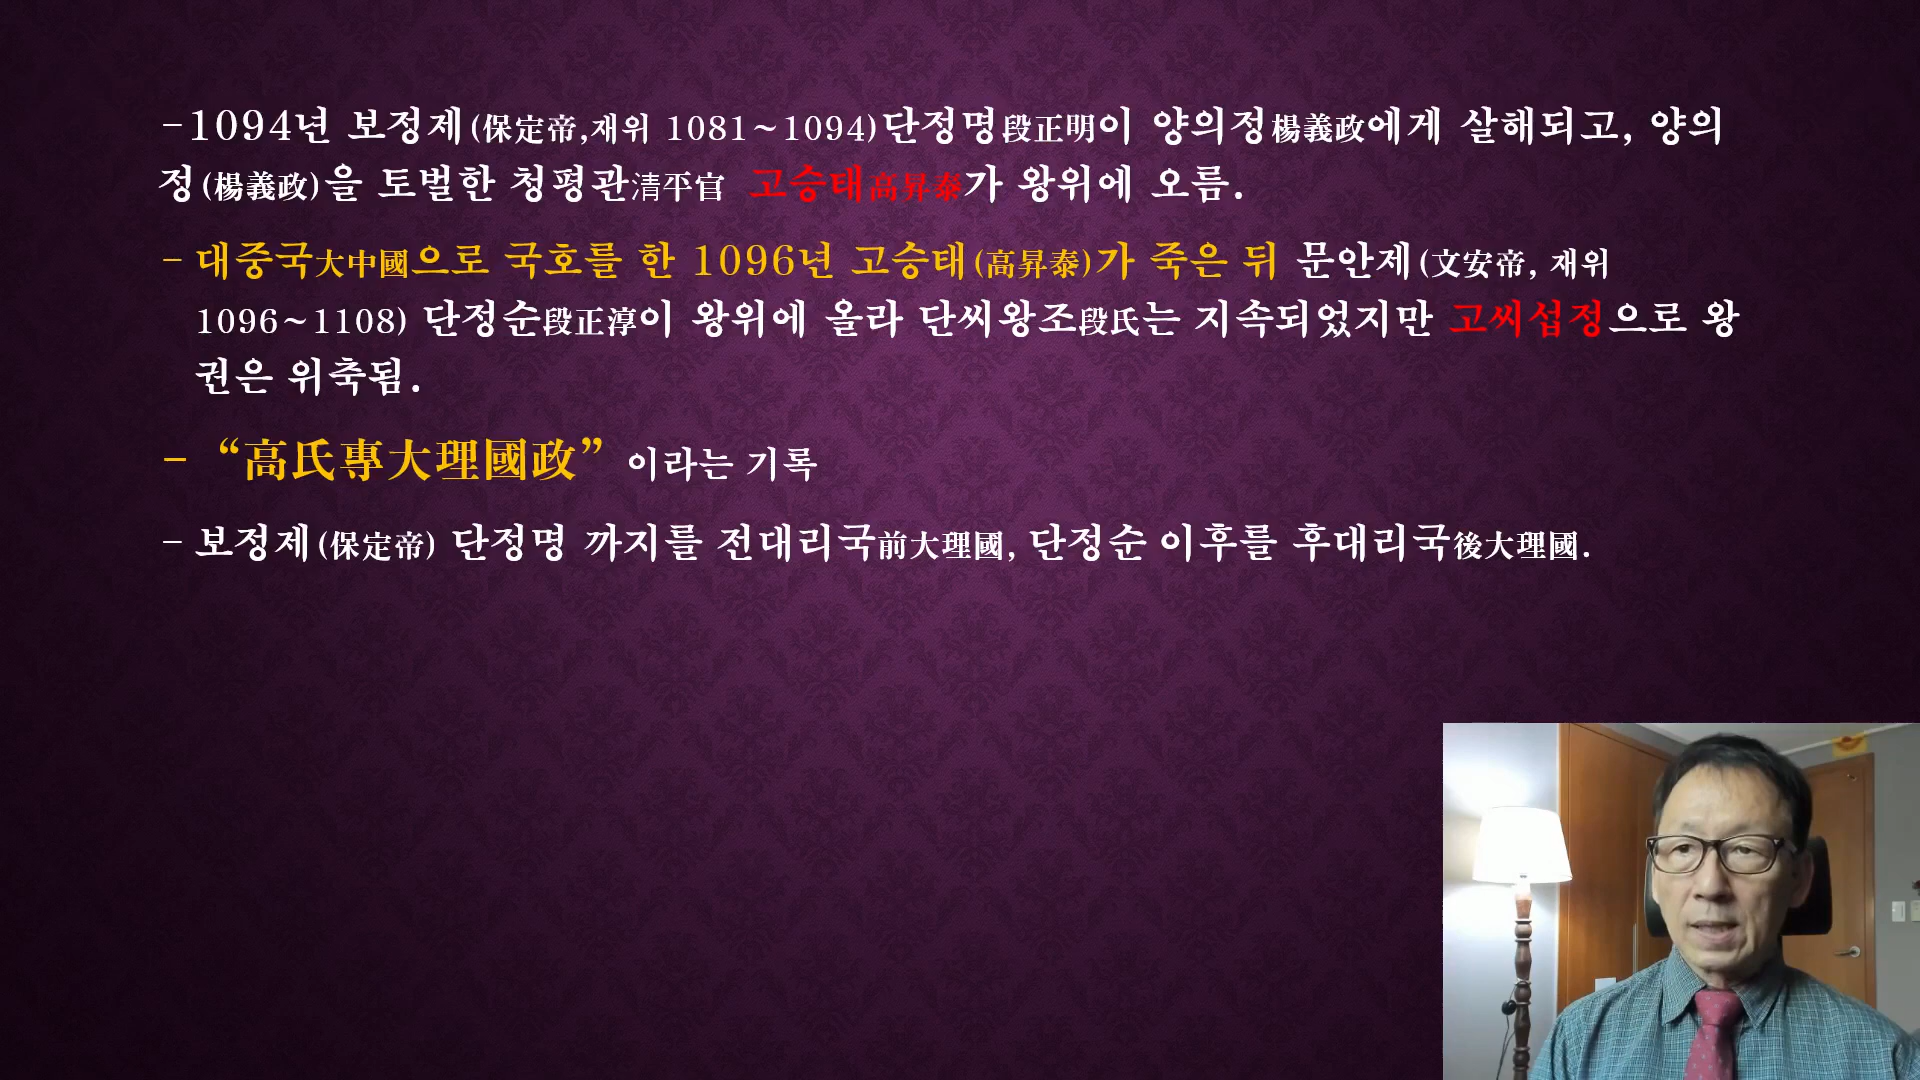 -1094년 보정제(保定帝,재위 1081~1094)단정명段正明이 양의정楊義政에게 살해되고, 양의
정(楊義政)을 토벌한 청평관清平官 고승태高昇泰가 왕위에 오름.
- 대중국大中國으로 국호를 한 1096년 고승태(高昇泰)가 죽은 뒤 문안제(文安帝, 재위
1096~1108) 단정순段正淳이 왕위에 올라 단씨왕조段氏는 지속되었지만 고씨섭정으로 왕
권은 위축됨.
- “高氏專大理國政” 이라는 기록
- 보정제(保定帝) 단정명 까지를 전대리국前大理國, 단정순 이후를 후대리국後大理國.